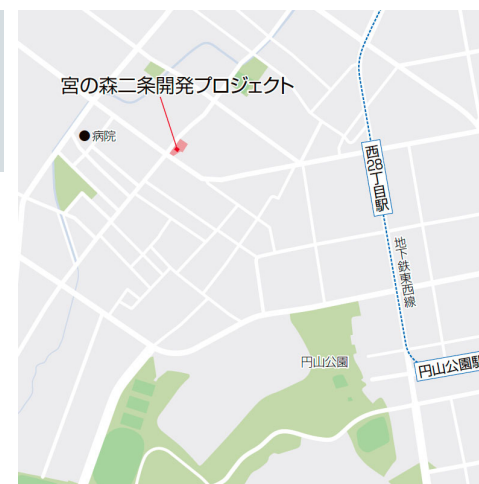 宮の森二条開発プロジェクト
病院
西28丁目駅
地下鉄東西線
円山公園
円山公園駅